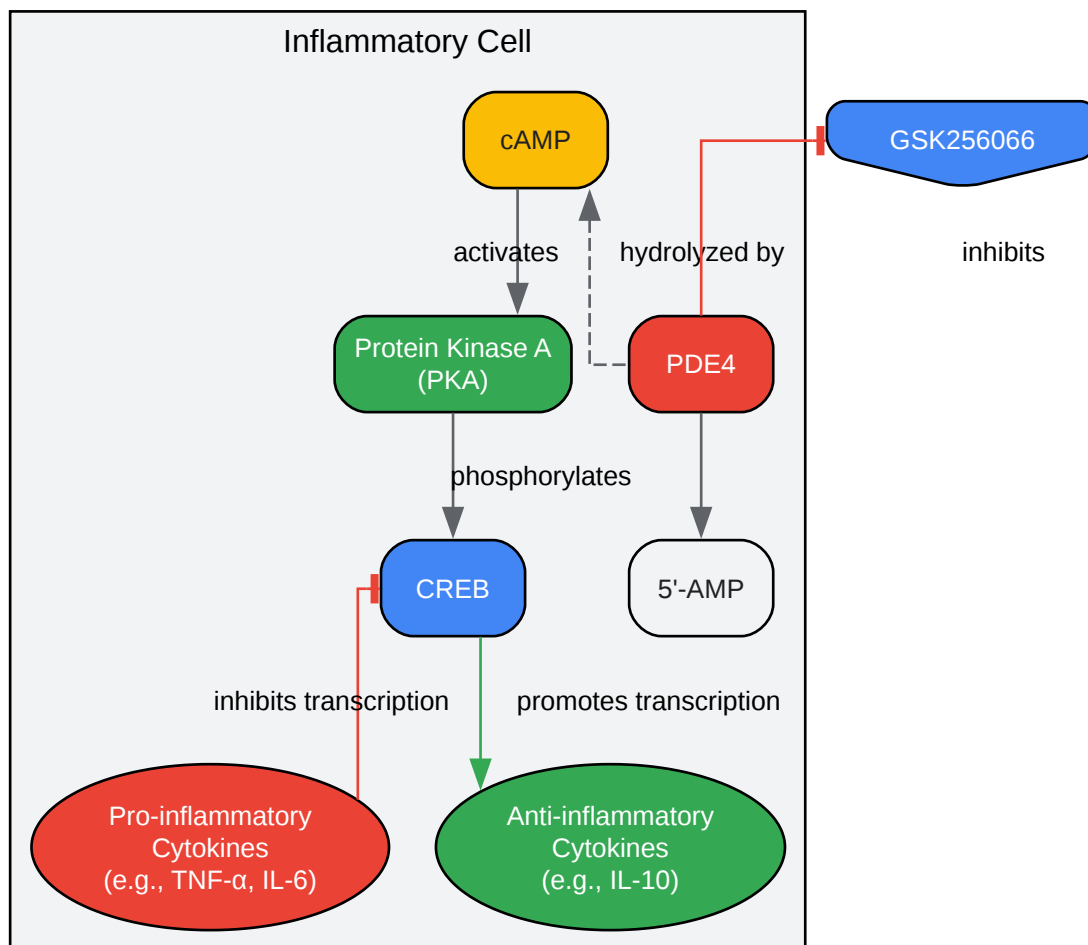 Inflammatory Cell
cAMP
GSK256066
activates
hydrolyzed by
inhibits
Protein Kinase A
(PKA)
PDE4
phosphorylates
CREB
5'-AMP
inhibits transcription
promotes transcription
Pro-inflammatory
Cytokines
(e.g., TNF-α, IL-6)
Anti-inflammatory
Cytokines
(e.g., IL-10)